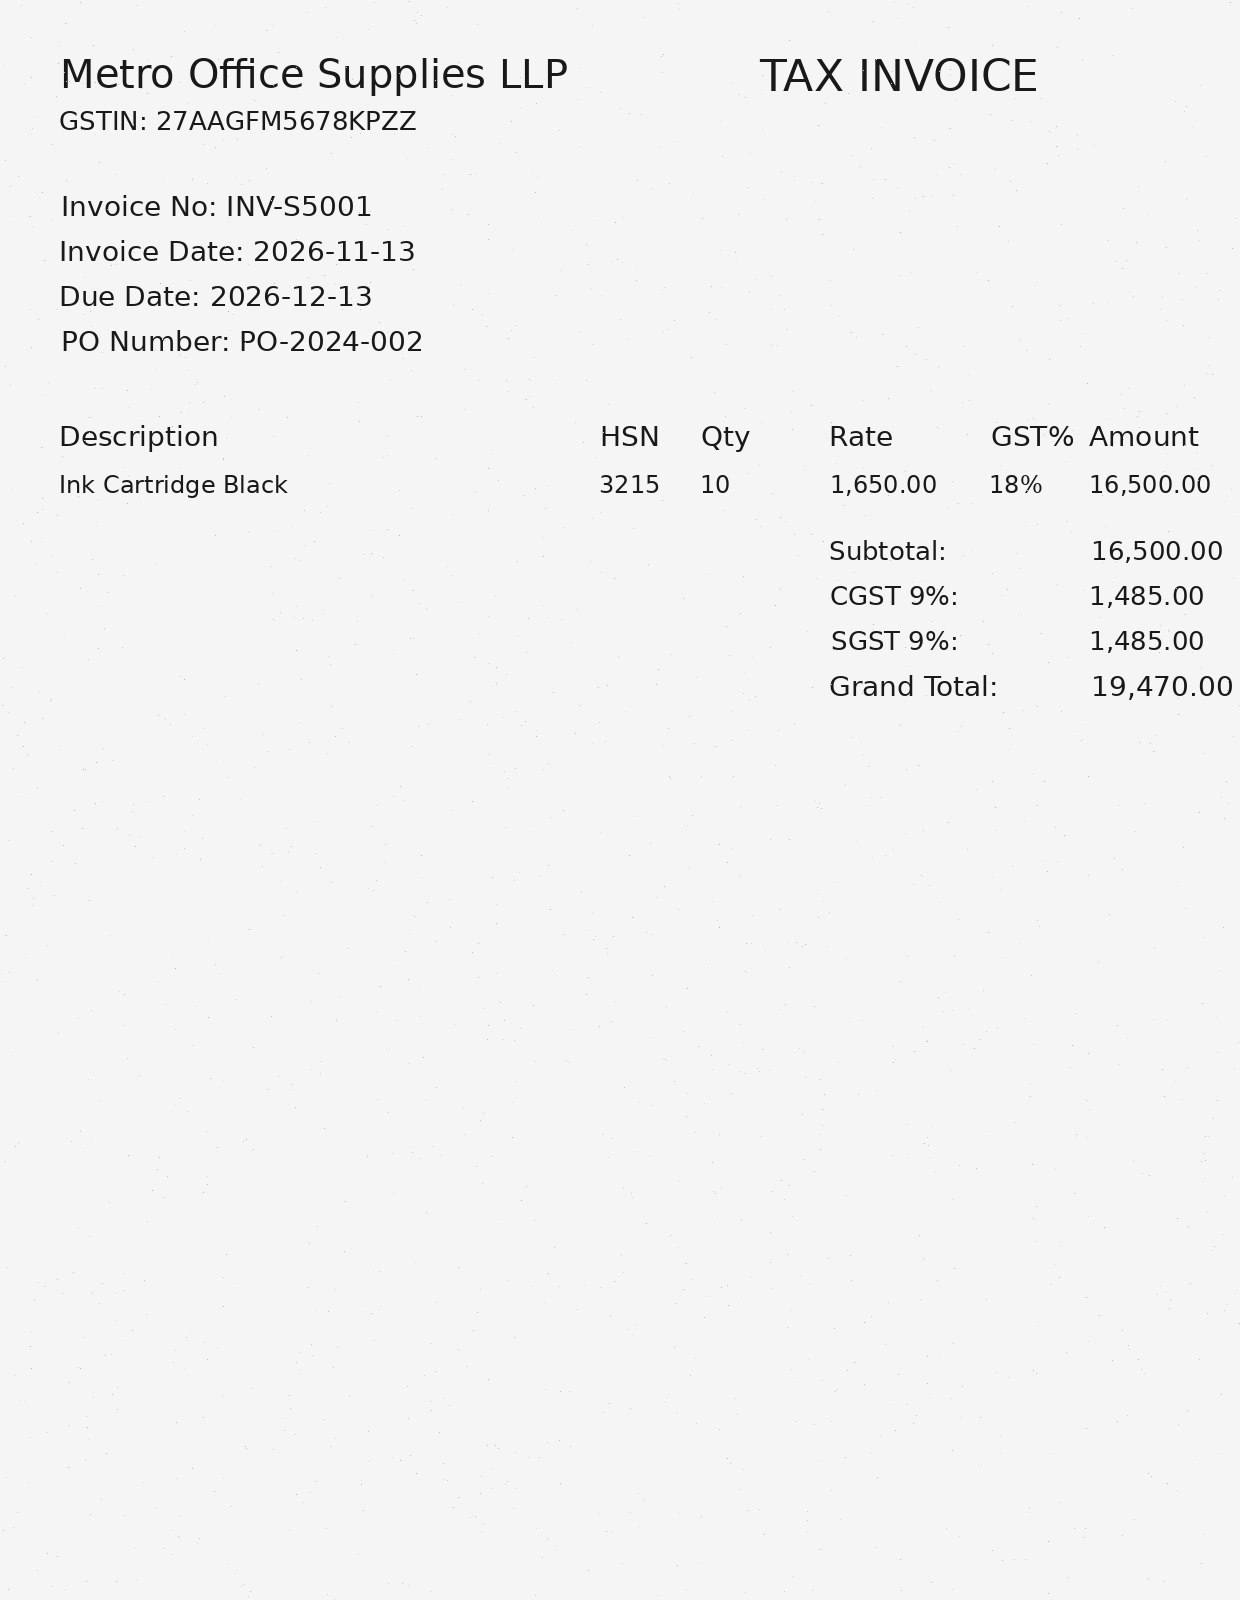 Metro Office Supplies LLP TAX INVOICE
GSTIN: 27AAGFM5678KPZZ
Invoice No: INV-S5001
Invoice Date: 2026-11-13
Due Date: 2026-12-13
PO Number: PO-2024-002
Description HSN Qty Rate GST% Amount
Ink Cartridge Black 3215 10 1,650.00 18% 16,500.00
Subtotal: 16,500.00
CGST 9%: 1,485.00
SGST 9%: 1,485.00
Grand Total: 19,470.00